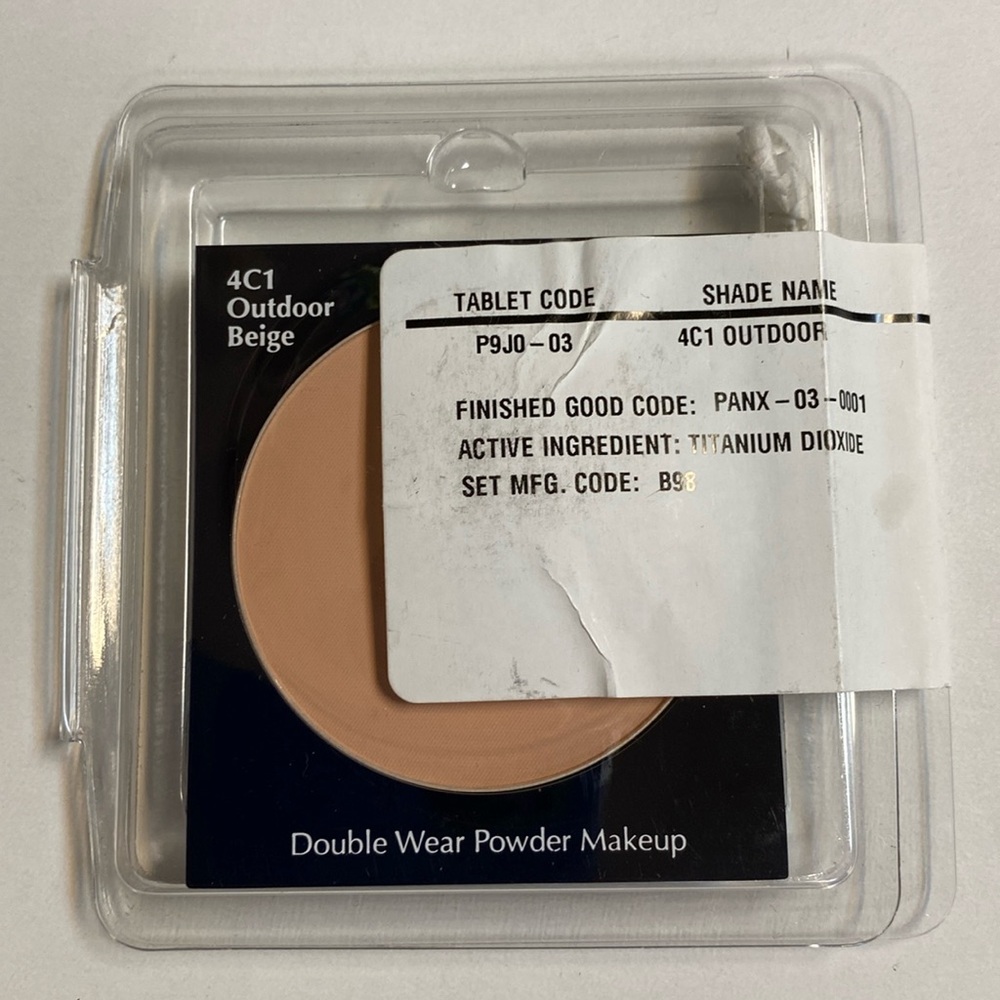 4C1
Outdoor
Beige
TABLET CODE SHADE NAME
P9J0-03 4C1 OUTDOOR
FINISHED GOOD CODE: PANX-03-0001
ACTIVE INGREDIENT: TITANIUM DIOXIDE
SET MFG. CODE: B98
Double Wear Powder Makeup